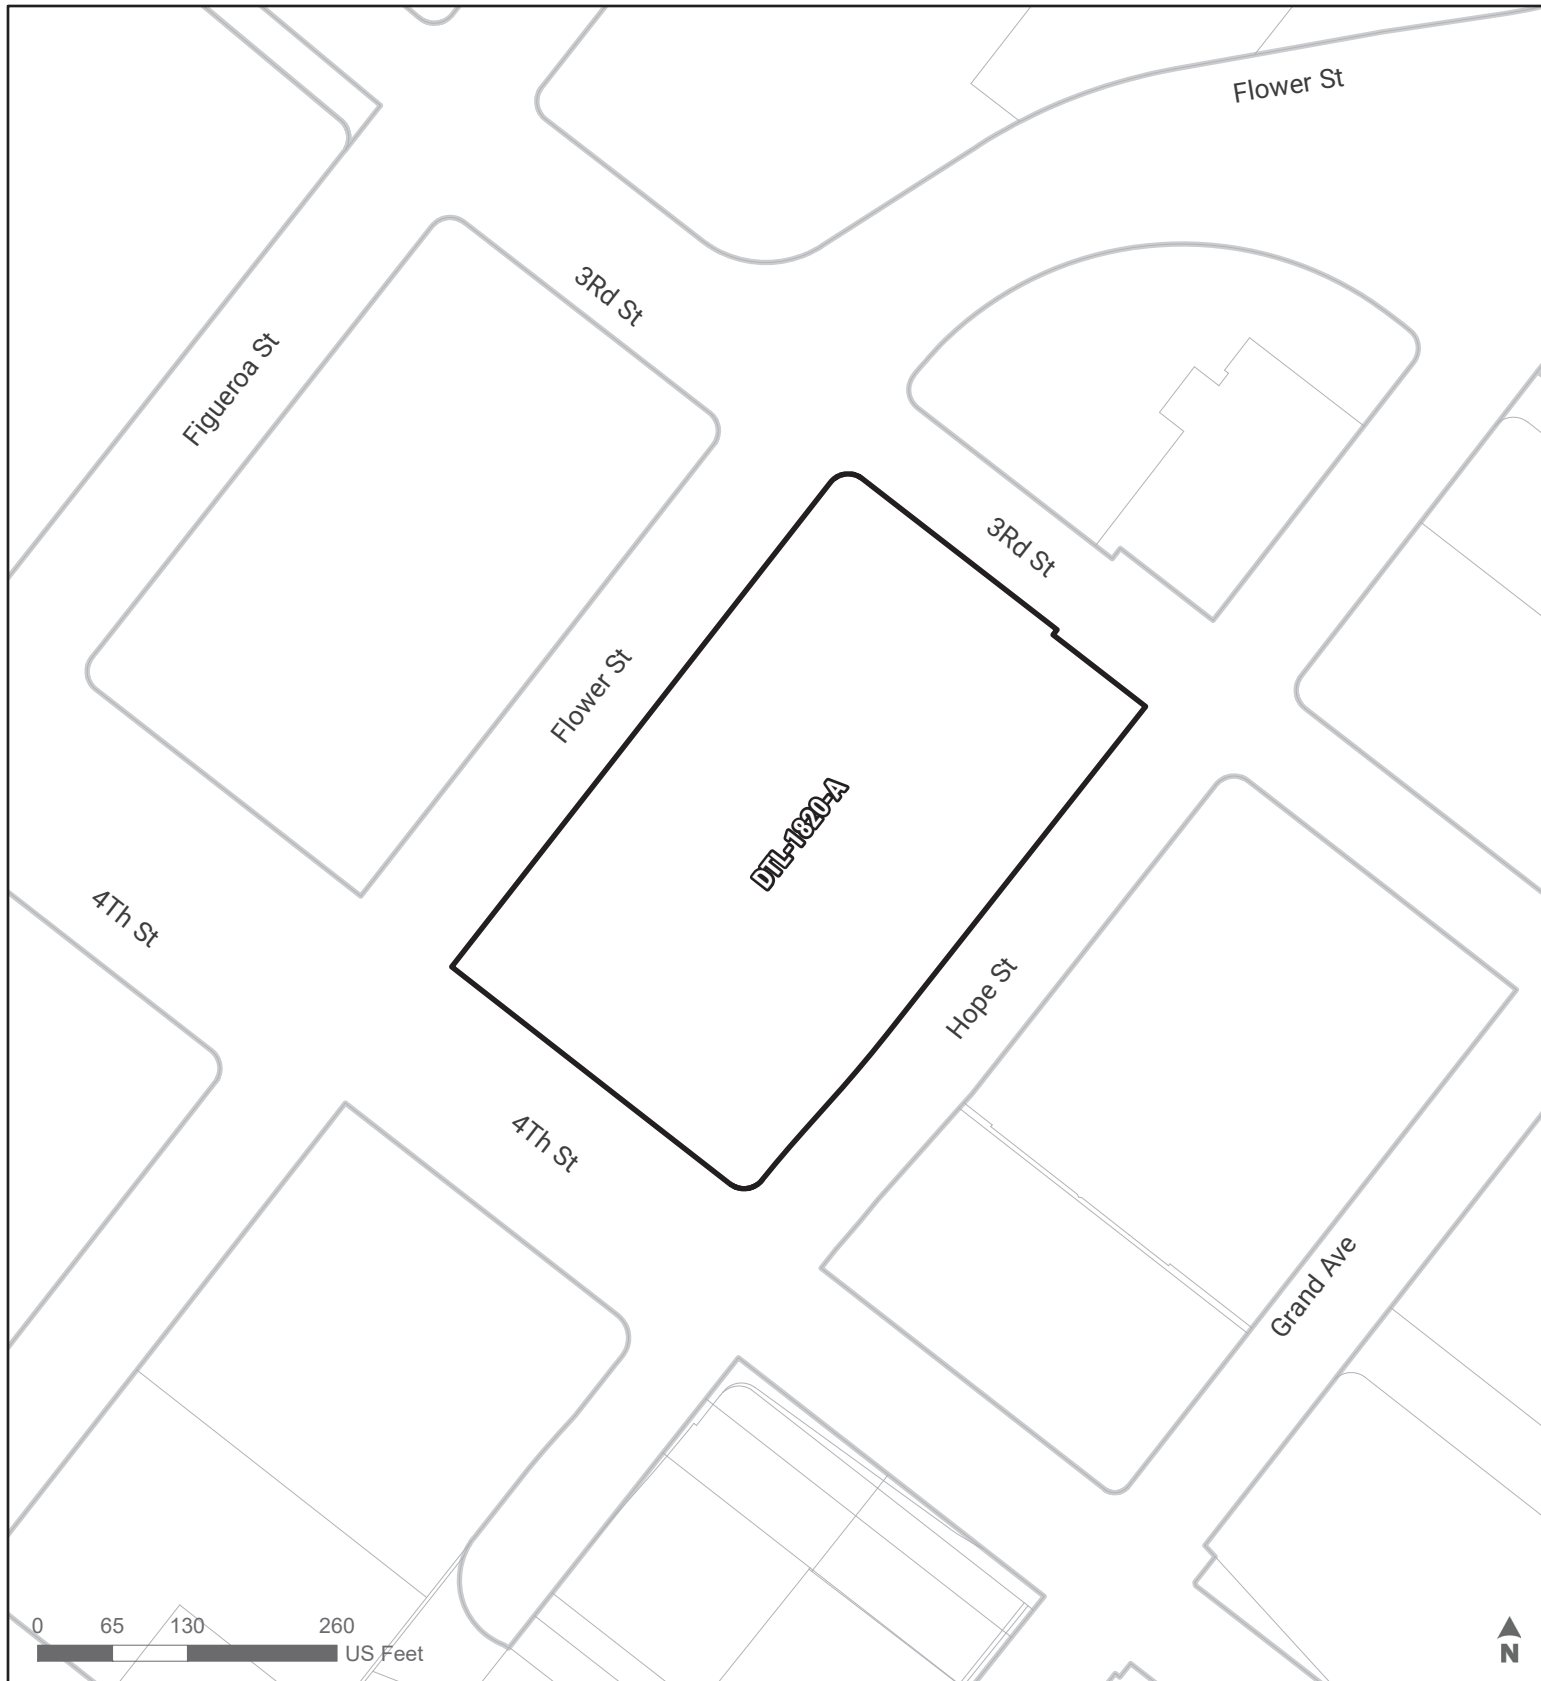 Flower St
3Rd St
Figueroa St
3Rd St
Flower St
DTL-1820-A
4Th St
Hope St
4Th St
Grand Ave
0 65 130 260
US Feet
N